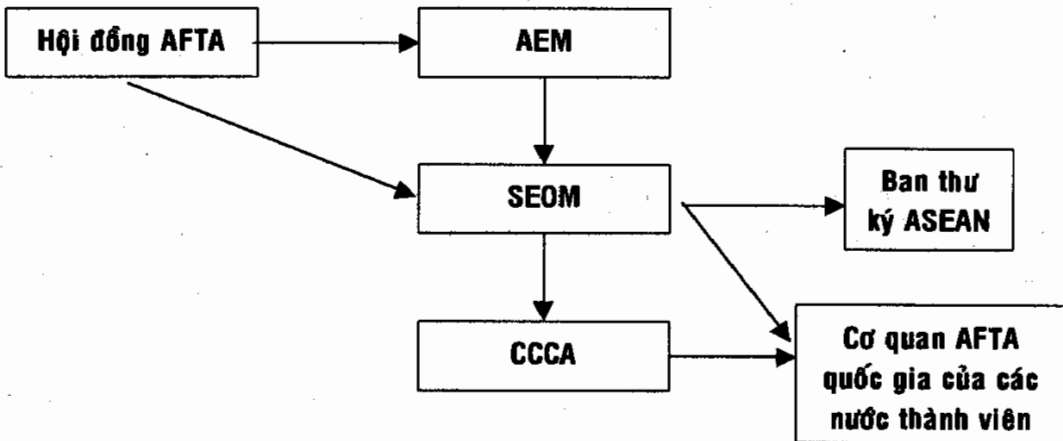 Hội đồng AFTA
AEM
SEOM
Ban thư
ký ASEAN
CCCA
Cơ quan AFTA
quốc gia của các
nước thành viên